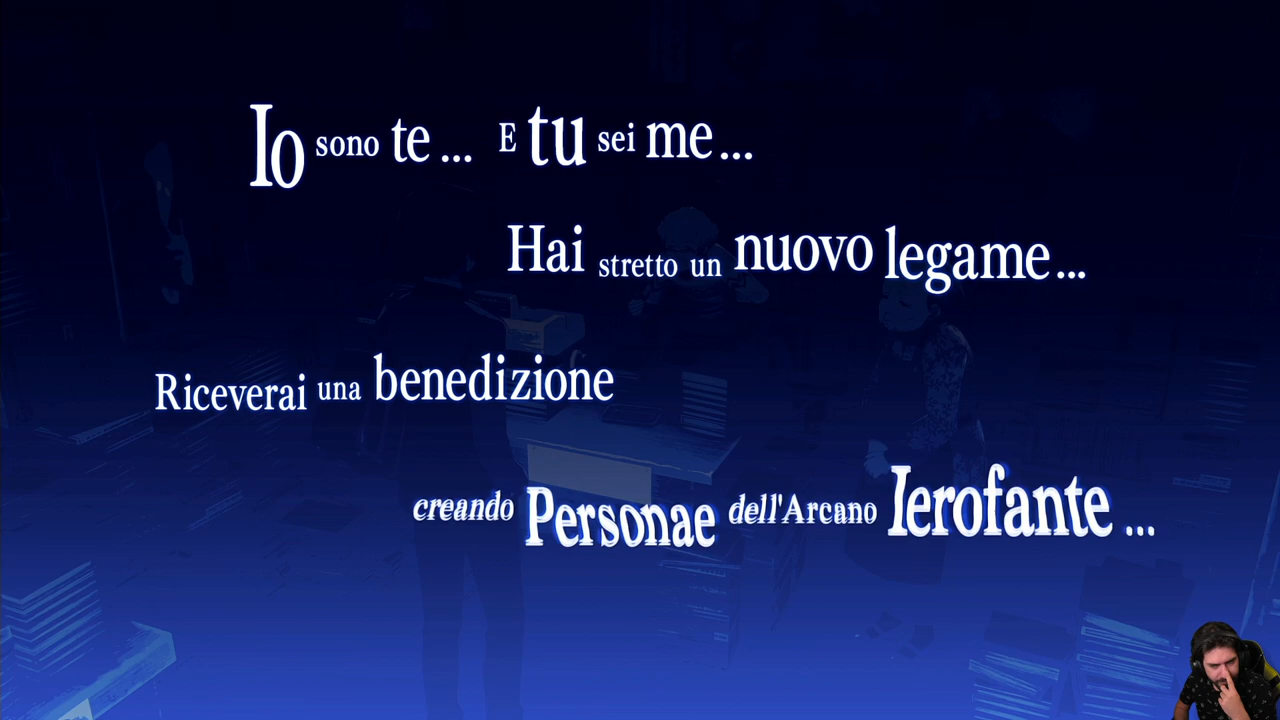 Io sono te... E tu sei me...
Hai stretto un nuovo legame...
Riceverai una benedizione
creando Personae dell'Arcano Ierofante...